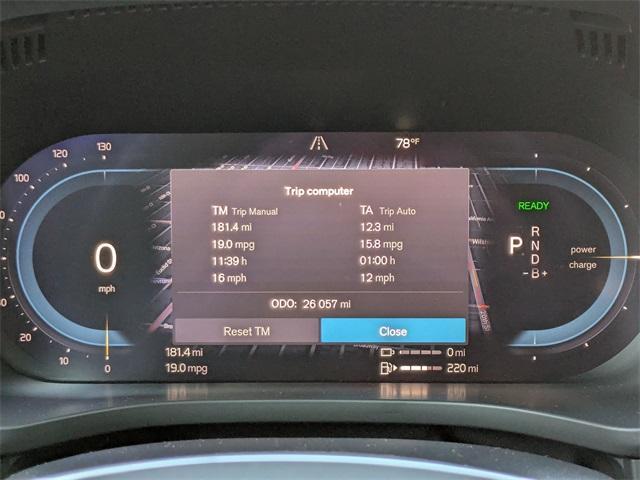 78°F
120 130
100
Trip computer
TM Trip Manual TA Trip Auto
181.4 mi 12.3 mi
19.0 mpg 15.8 mpg
11:39 h 01:00 h
16 mph 12 mph
ODO: 26 057 mi
Reset TM Close
READY
P
R
N
D
-B+
power
charge
0
mph
20
10
0
181.4 mi
19.0 mpg
0 mi
220 mi